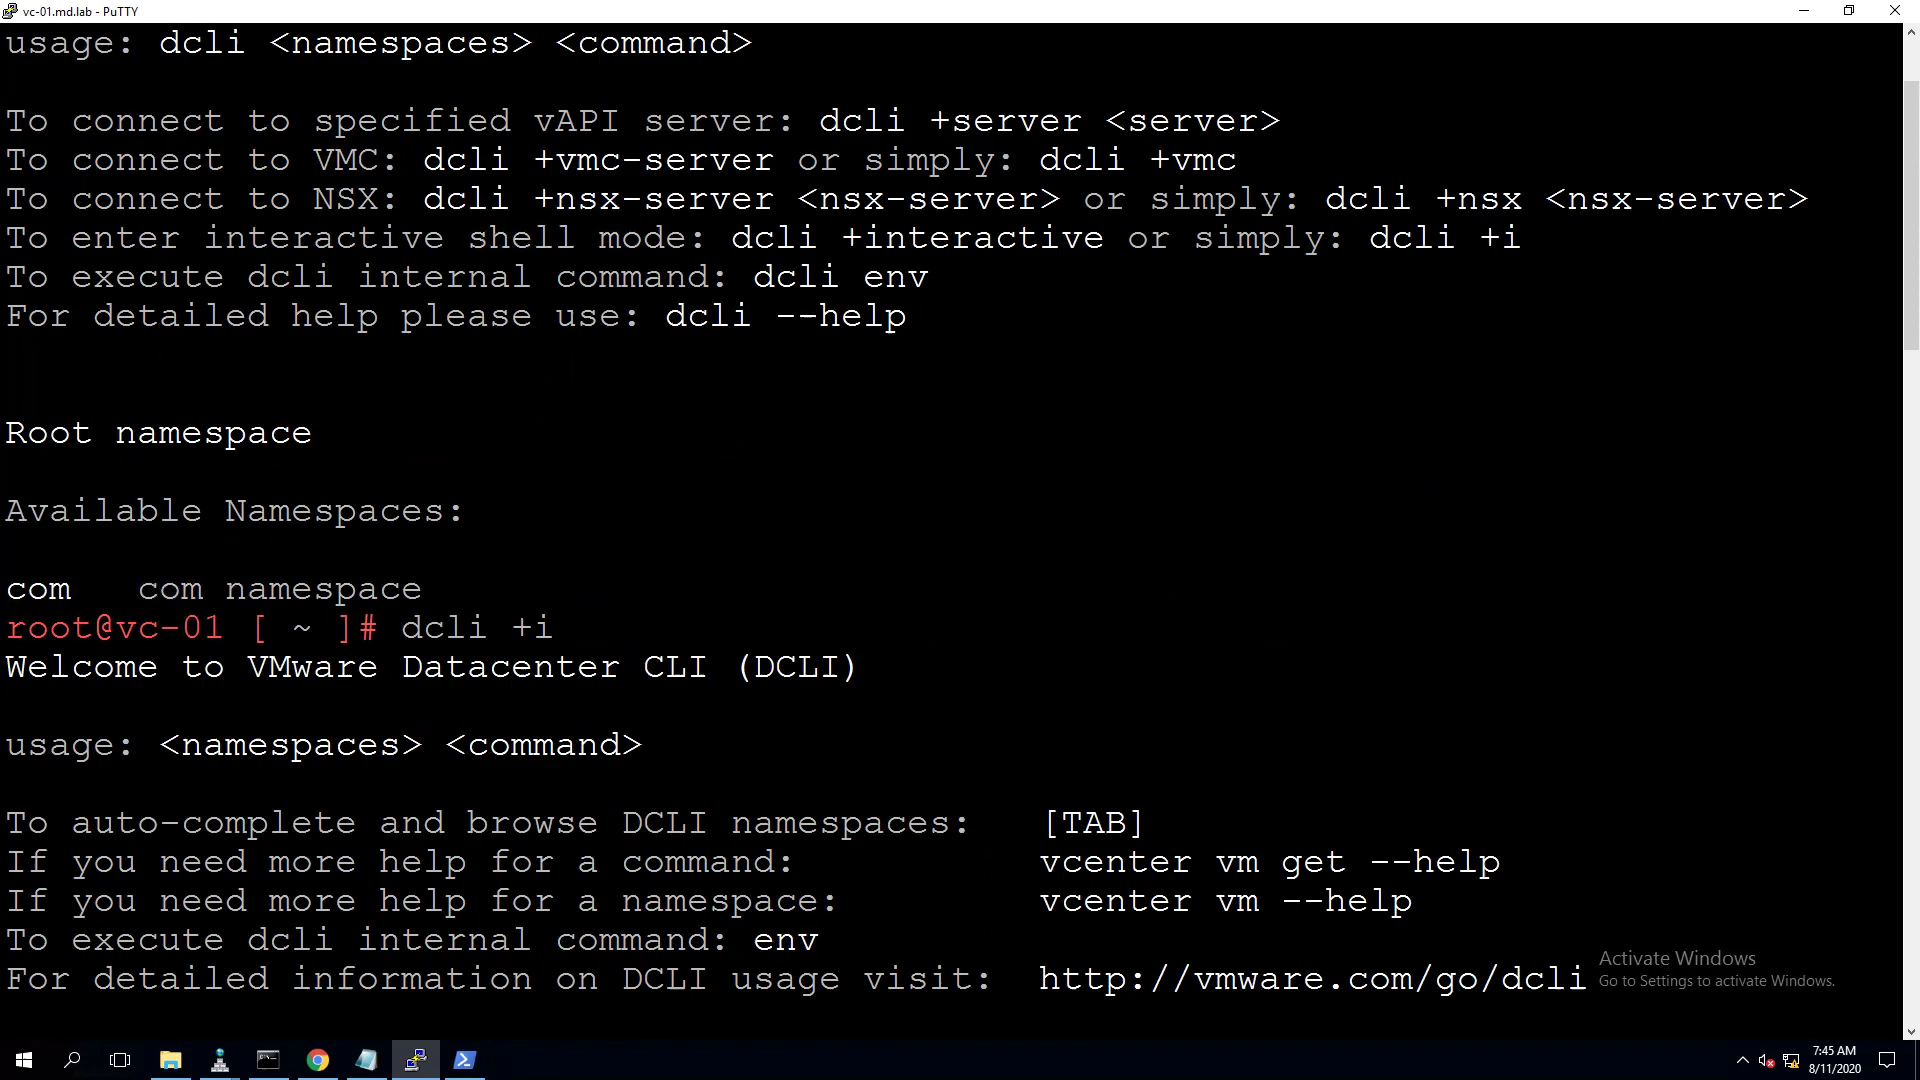 vc-01.md.lab - PuTTY
usage: dcli <namespaces> <command>
To connect to specified vAPI server: dcli +server <server>
To connect to VMC: dcli +vmc-server or simply: dcli +vmc
To connect to NSX: dcli +nsx-server <nsx-server> or simply: dcli +nsx <nsx-server>
To enter interactive shell mode: dcli +interactive or simply: dcli +i
To execute dcli internal command: dcli env
For detailed help please use: dcli --help
Root namespace
Available Namespaces:
com   com namespace
root@vc-01 [ ~ ]# dcli +i
Welcome to VMware Datacenter CLI (DCLI)
usage: <namespaces> <command>
To auto-complete and browse DCLI namespaces:   [TAB]
If you need more help for a command:           vcenter vm get --help
If you need more help for a namespace:         vcenter vm --help
To execute dcli internal command: env
For detailed information on DCLI usage visit:  http://vmware.com/go/dcli
Activate Windows
Go to Settings to activate Windows.
7:45 AM
8/11/2020